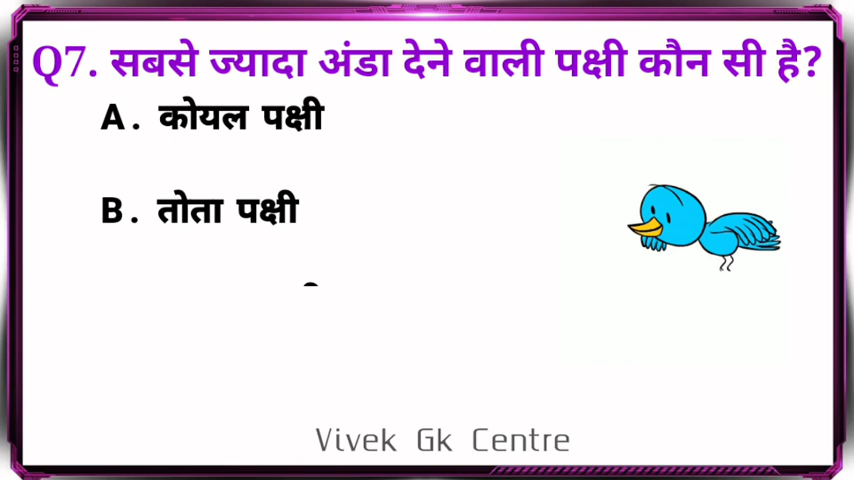 Q7. सबसे ज्यादा अंडा देने वाली पक्षी कौन सी है?
A. कोयल पक्षी
B. तोता पक्षी
Vivek Gk Centre